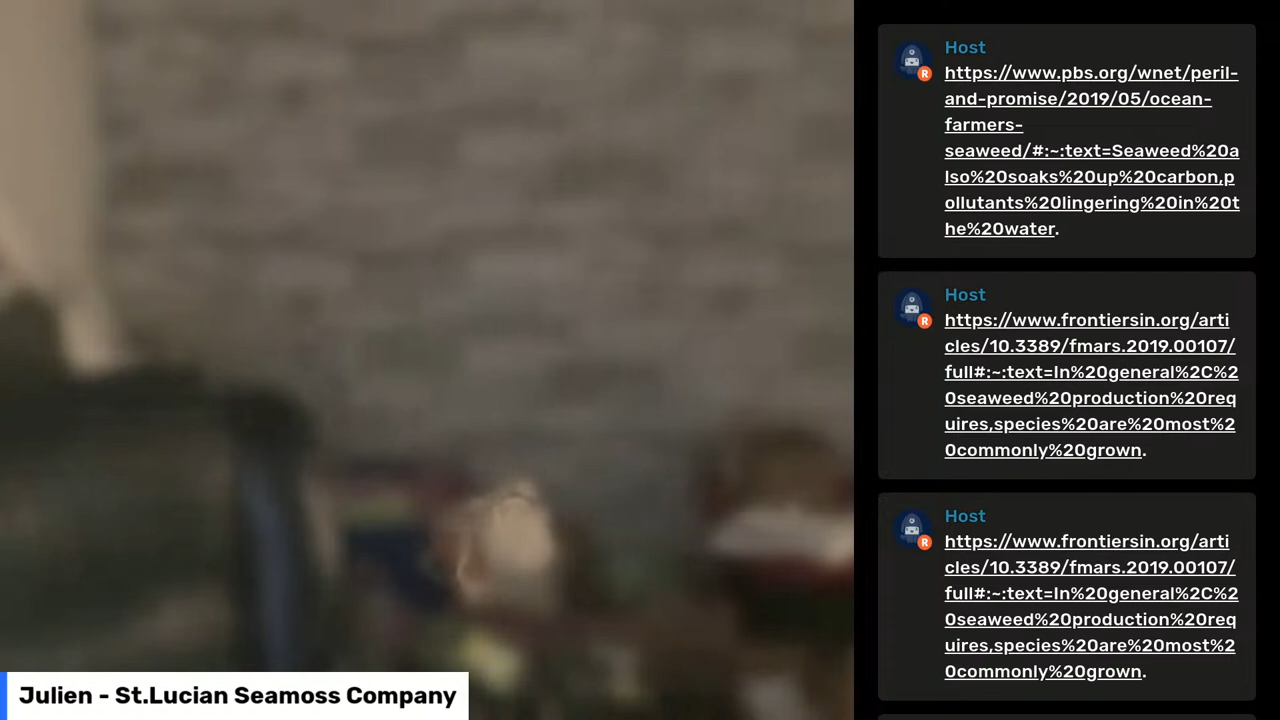 Host
https://www.pbs.org/wnet/peril-
and-promise/2019/05/ocean-
farmers-
seaweed/#:~:text=Seaweed%20a
lso%20soaks%20up%20carbon,p
ollutants%20lingering%20in%20t
he%20water.
Host
https://www.frontiersin.org/arti
cles/10.3389/fmars.2019.00107/
full#:~:text=In%20general%2C%2
0seaweed%20production%20req
uires,species%20are%20most%2
0commonly%20grown.
Host
https://www.frontiersin.org/arti
cles/10.3389/fmars.2019.00107/
full#:~:text=In%20general%2C%2
0seaweed%20production%20req
uires,species%20are%20most%2
0commonly%20grown.
Julien - St.Lucian Seamoss Company